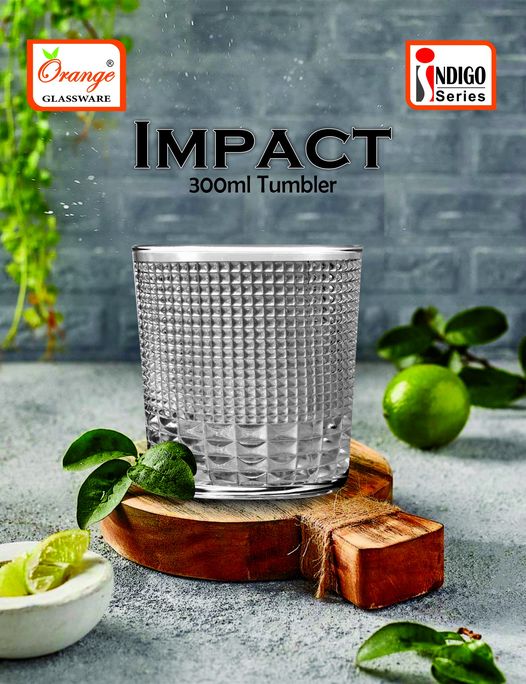 Orange®
GLASSWARE
iNDIGO
Series
IMPACT
300ml Tumbler